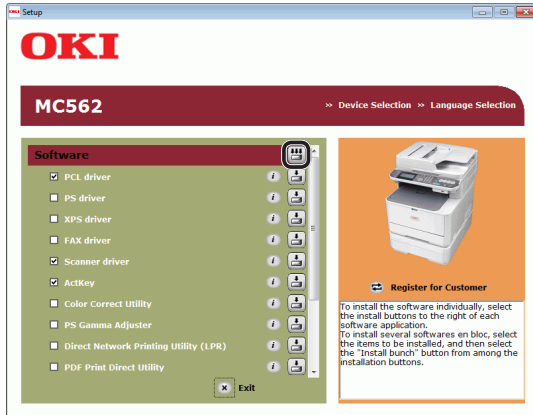 OKI Setup
OKI
MC562
» Device Selection » Language Selection
Software
PCL driver
PS driver
XPS driver
FAX driver
Scanner driver
ActKey
Color Correct Utility
PS Gamma Adjuster
Direct Network Printing Utility (LPR)
PDF Print Direct Utility
x Exit
Register for Customer
To install the software individually, select
the install buttons to the right of each
software application.
To install several softwares en bloc, select
the items to be installed, and then select
the "Install bunch" button from among the
installation buttons.